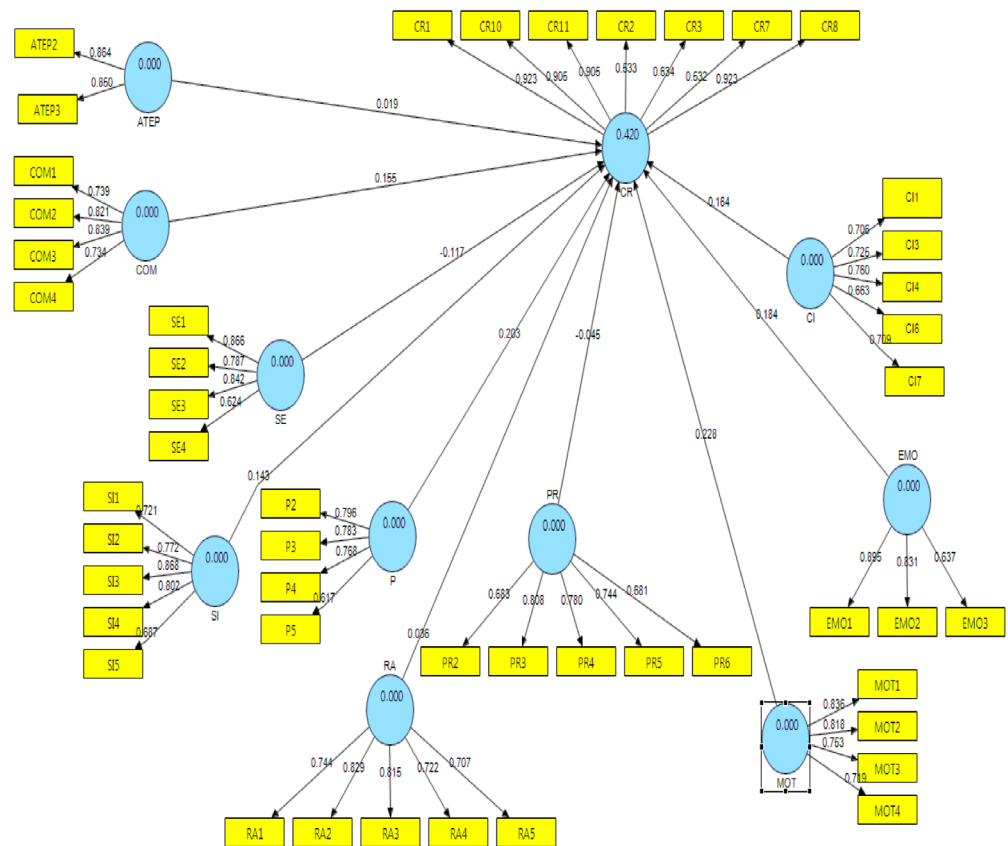 CR1 CR10 CR11 CR2 CR3 CR7 CR8
0.923 0.906 0.905 0.533 0.634 0.532 0.923
0.420
CR
ATEP2
ATEP3
0.864
0.850
0.000
ATEP
0.019
COM1
COM2
COM3
COM4
0.739
0.821
0.839
0.734
0.000
COM
0.155
SE1
SE2
SE3
SE4
0.866
0.787
0.842
0.624
0.000
SE
-0.117
SI1
SI2
SI3
SI4
SI5
0.721
0.772
0.868
0.802
0.687
0.000
SI
0.143
P2
P3
P4
P5
0.796
0.783
0.768
0.617
0.000
P
0.203
RA
0.000
0.036
0.744 0.829 0.815 0.722 0.707
RA1 RA2 RA3 RA4 RA5
PR
0.000
-0.045
0.683 0.808 0.780 0.744 0.681
PR2 PR3 PR4 PR5 PR6
0.000
MOT
0.228
0.836
0.818
0.763
0.719
MOT1
MOT2
MOT3
MOT4
EMO
0.000
0.184
0.895 0.831 0.637
EMO1 EMO2 EMO3
0.000
CI
0.164
0.706
0.725
0.760
0.663
0.709
CI1
CI3
CI4
CI6
CI7